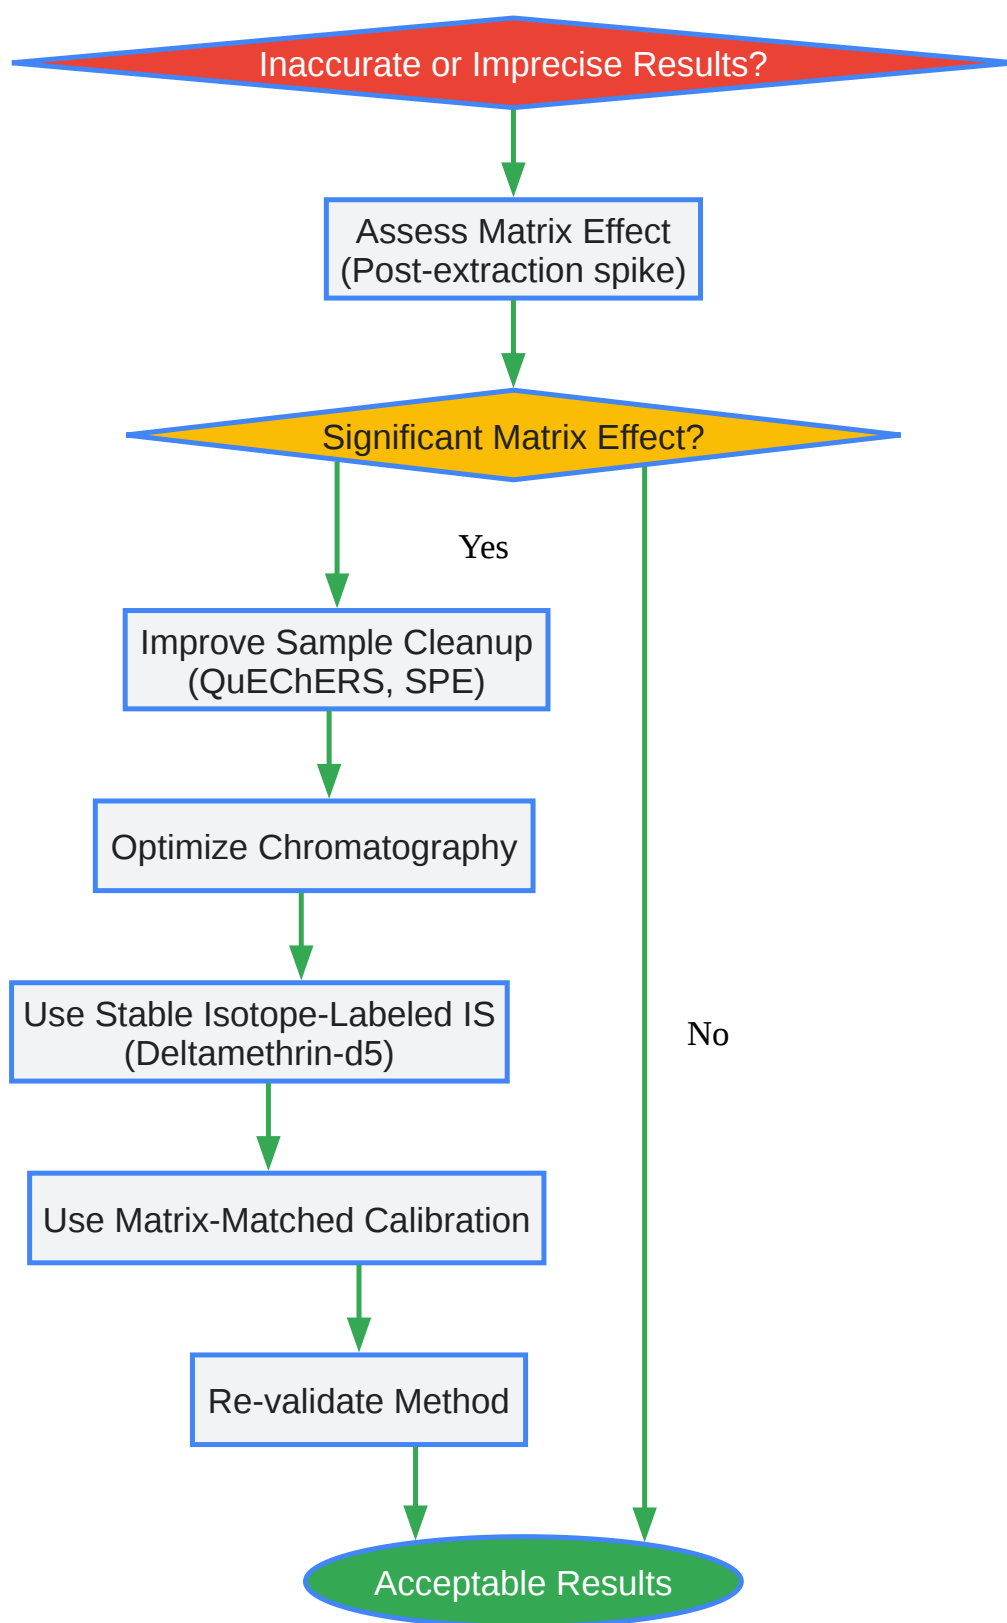 Inaccurate or Imprecise Results?
Assess Matrix Effect
(Post-extraction spike)
Significant Matrix Effect?
Yes
Improve Sample Cleanup
(QuEChERS, SPE)
Optimize Chromatography
Use Stable Isotope-Labeled IS
(Deltamethrin-d5)
No
Use Matrix-Matched Calibration
Re-validate Method
Acceptable Results